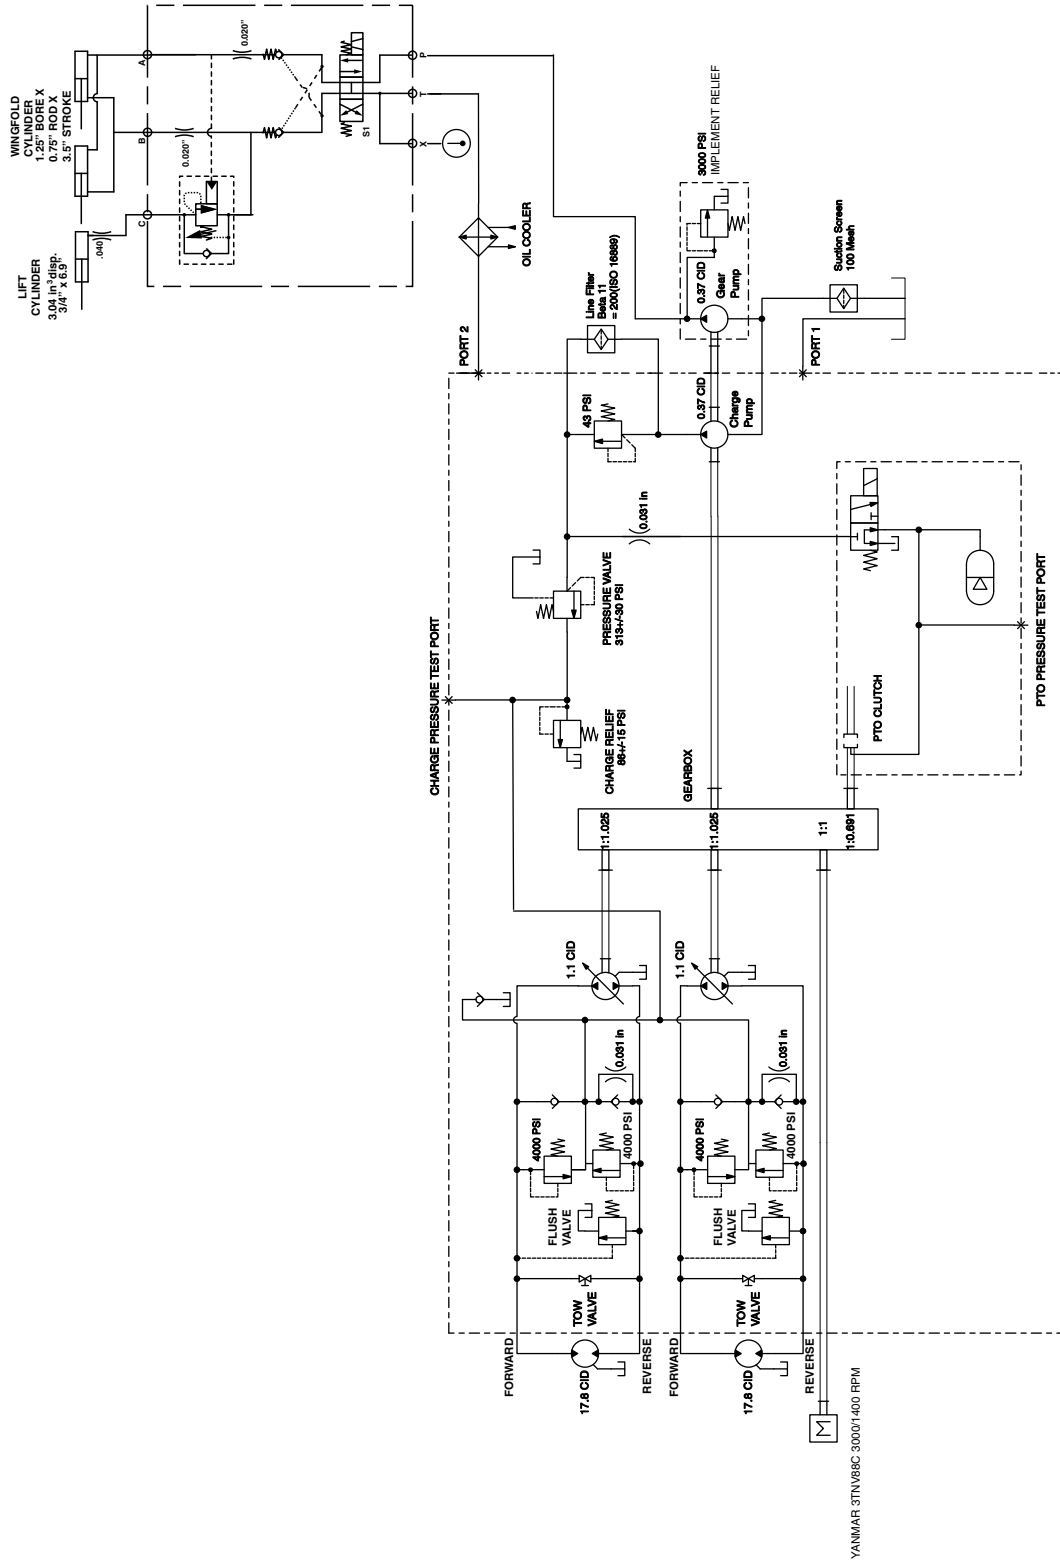 WINGFOLD
CYLINDER
1.25" BORE X
0.75" ROD X
3.5" STROKE
LIFT
CYLINDER
3.04 in³disp.
3/4" x 6.9"
.040
A
B
C
0.020"
0.020"
S1
P
T
X
OIL COOLER
3000 PSI
IMPLEMENT RELIEF
0.37 CID
Gear
Pump
Line Filter
Beta 11
= 200(ISO 16889)
Suction Screen
100 Mesh
PORT 2
PORT 1
43 PSI
0.37 CID
Charge
Pump
0.031 in
PRESSURE VALVE
313+/-30 PSI
CHARGE PRESSURE TEST PORT
CHARGE RELIEF
86+/-15 PSI
PTO PRESSURE TEST PORT
PTO CLUTCH
GEARBOX
1:1.025
1:1.025
1:1
1:0.691
1.1 CID
1.1 CID
0.031 in
0.031 in
4000 PSI
4000 PSI
4000 PSI
4000 PSI
FLUSH
VALVE
FLUSH
VALVE
TOW
VALVE
TOW
VALVE
FORWARD
REVERSE
FORWARD
REVERSE
17.8 CID
17.8 CID
M
YANMAR 3TNV88C 3000/1400 RPM